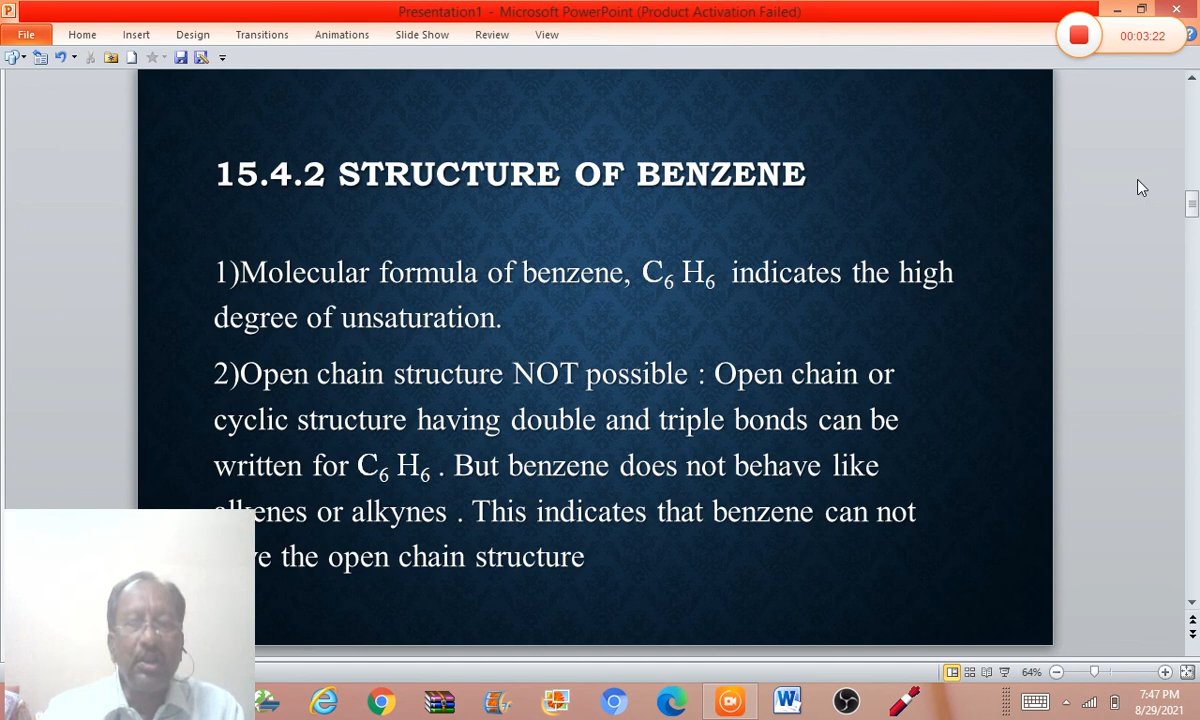 Presentation1 - Microsoft PowerPoint (Product Activation Failed)
File Home Insert Design Transitions Animations Slide Show Review View
00:03:22
15.4.2 STRUCTURE OF BENZENE
1)Molecular formula of benzene, C₆ H₆ indicates the high
degree of unsaturation.
2)Open chain structure NOT possible : Open chain or
cyclic structure having double and triple bonds can be
written for C₆ H₆ . But benzene does not behave like
alkenes or alkynes . This indicates that benzene can not
the open chain structure
64%
7:47 PM
8/29/2021